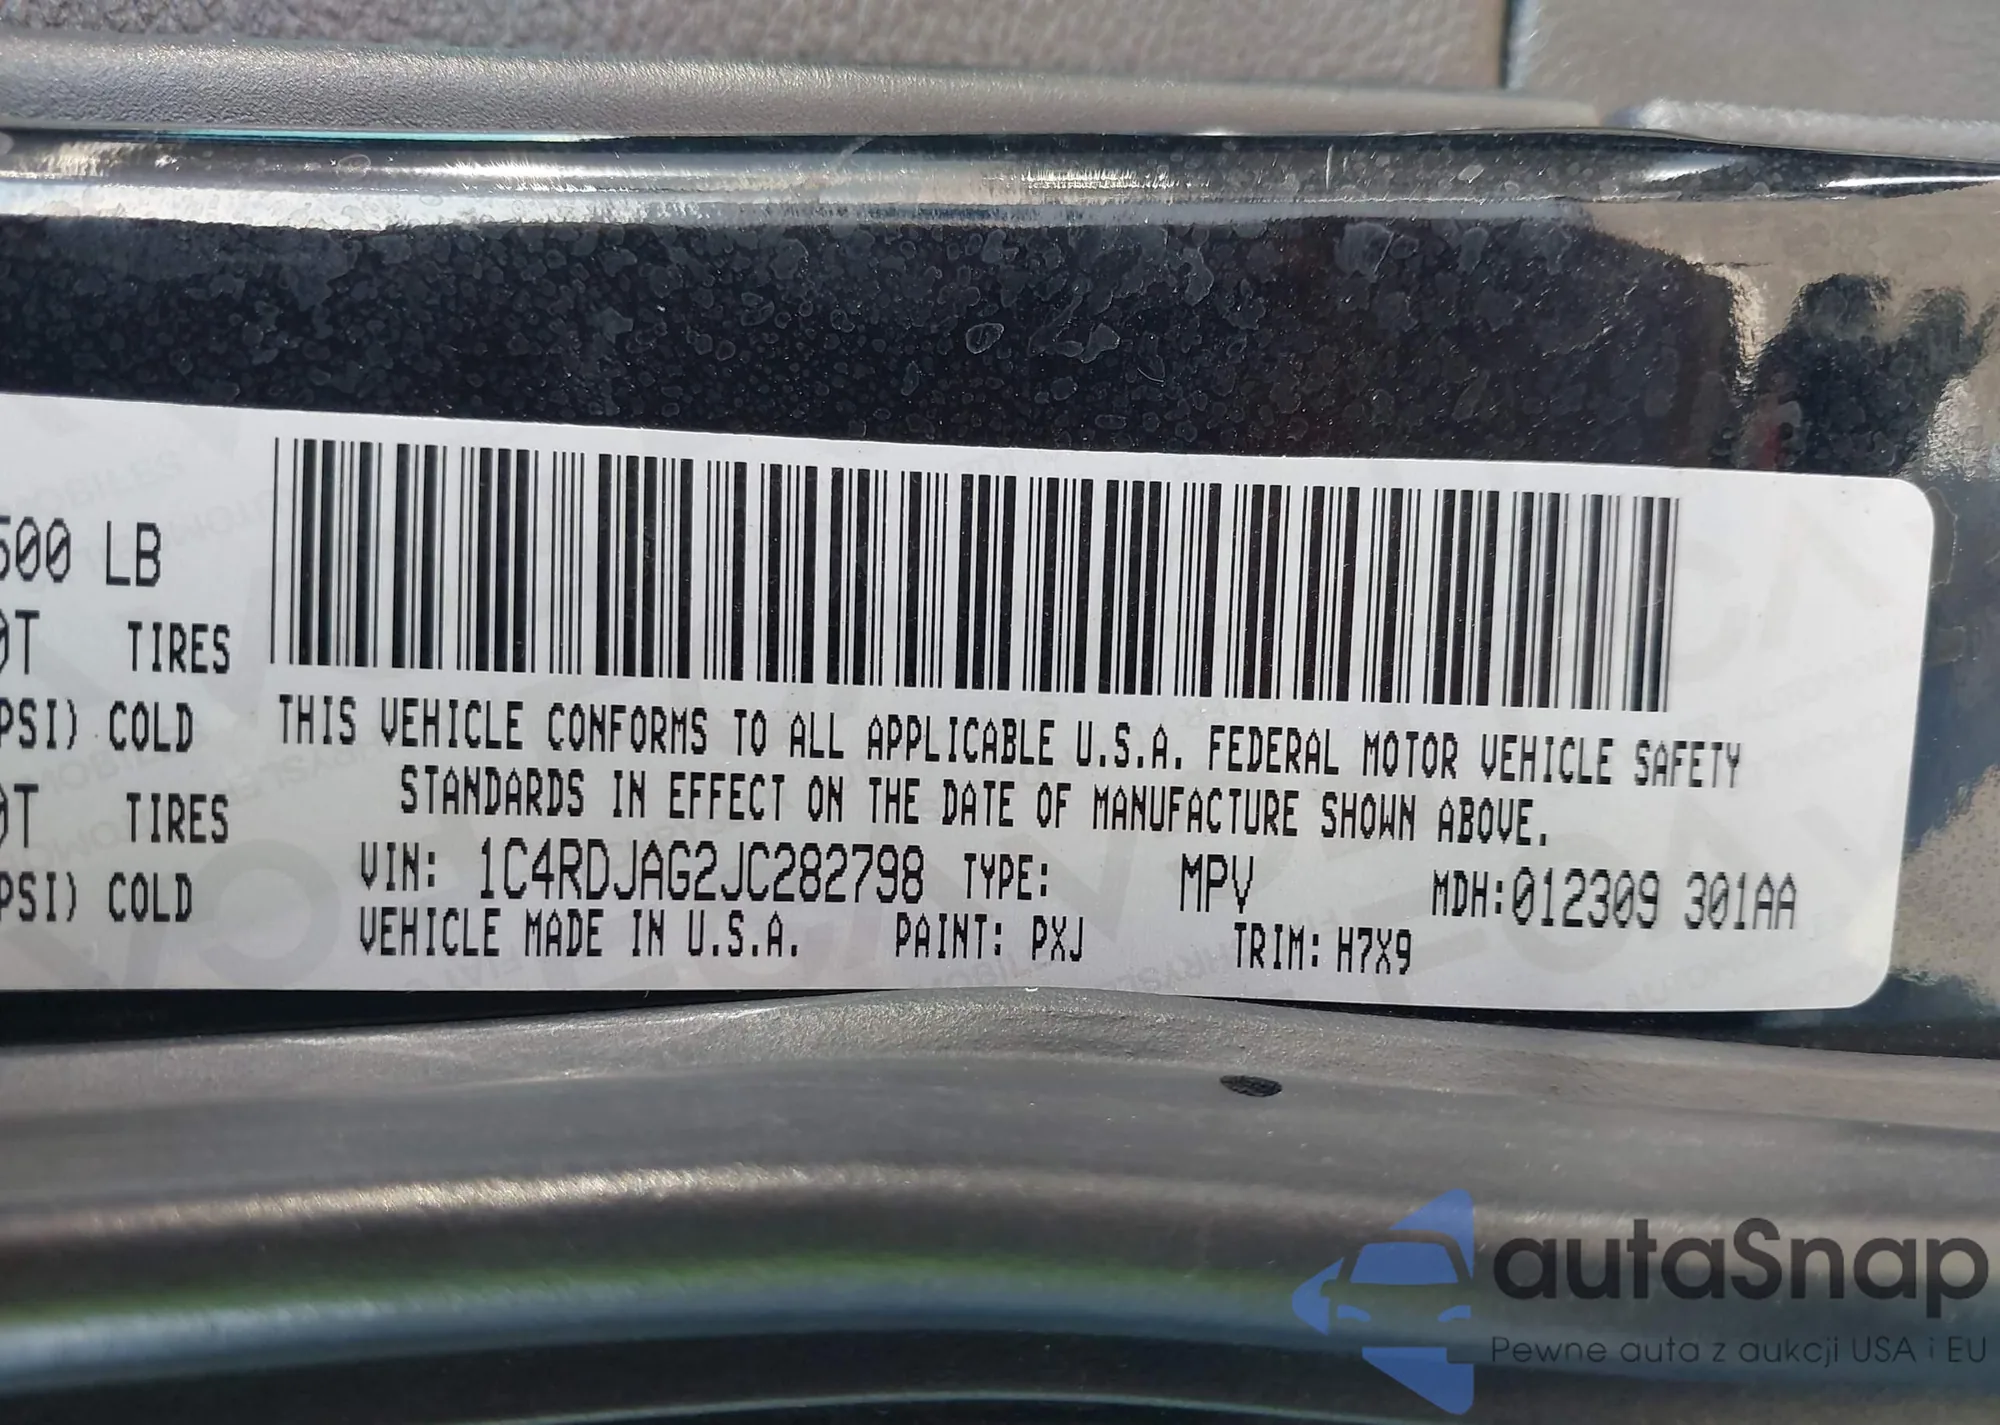 500 LB
0T TIRES
PSI) COLD
0T TIRES
PSI) COLD
THIS VEHICLE CONFORMS TO ALL APPLICABLE U.S.A. FEDERAL MOTOR VEHICLE SAFETY
STANDARDS IN EFFECT ON THE DATE OF MANUFACTURE SHOWN ABOVE.
VIN: 1C4RDJAG2JC282798 TYPE: MPV MDH:012309 301AA
VEHICLE MADE IN U.S.A. PAINT: PXJ TRIM: H7X9
autaSnap
Pewne auta z aukcji USA i EU